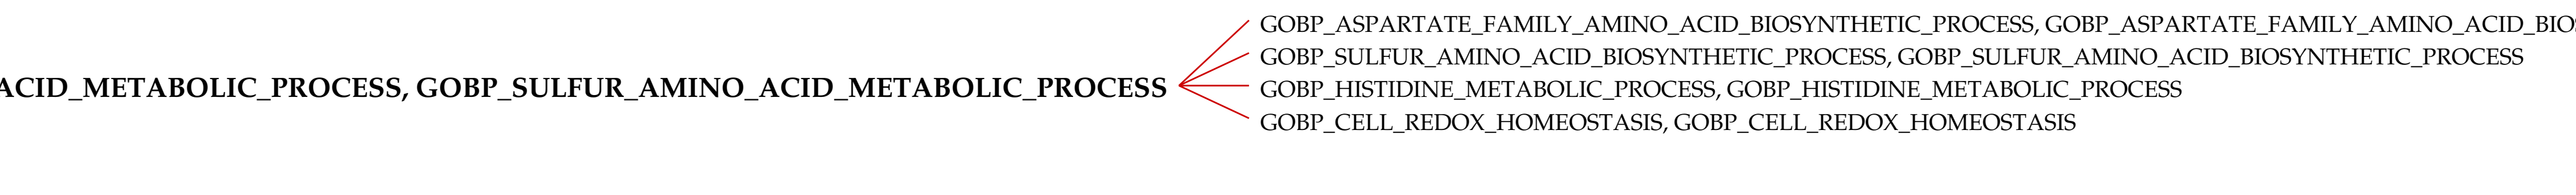 ACID_METABOLIC_PROCESS, GOBP_SULFUR_AMINO_ACID_METABOLIC_PROCESS
GOBP_ASPARTATE_FAMILY_AMINO_ACID_BIOSYNTHETIC_PROCESS, GOBP_ASPARTATE_FAMILY_AMINO_ACID_BIO
GOBP_SULFUR_AMINO_ACID_BIOSYNTHETIC_PROCESS, GOBP_SULFUR_AMINO_ACID_BIOSYNTHETIC_PROCESS
GOBP_HISTIDINE_METABOLIC_PROCESS, GOBP_HISTIDINE_METABOLIC_PROCESS
GOBP_CELL_REDOX_HOMEOSTASIS, GOBP_CELL_REDOX_HOMEOSTASIS